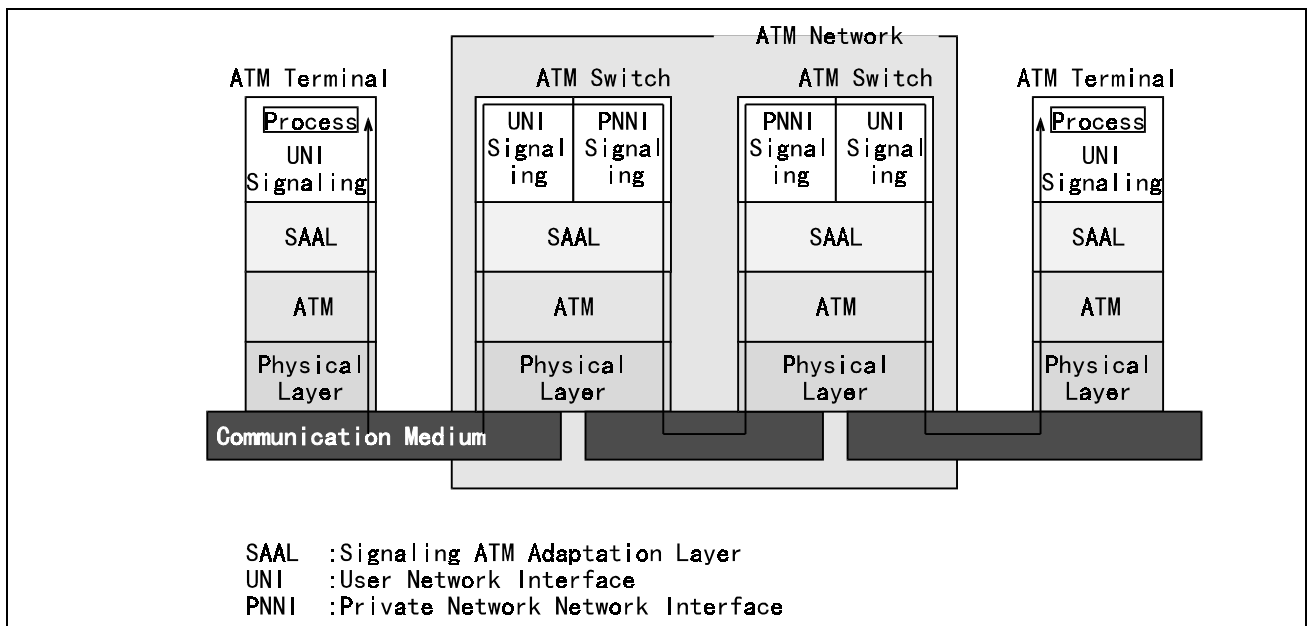 ATM Network
ATM Terminal
ATM Switch
ATM Switch
ATM Terminal
Process
UNI
Signaling
SAAL
ATM
Physical
Layer
UNI
Signal
ing
PNNI
Signal
ing
SAAL
ATM
Physical
Layer
PNNI
Signal
ing
UNI
Signal
ing
SAAL
ATM
Physical
Layer
Process
UNI
Signaling
SAAL
ATM
Physical
Layer
Communication Medium
SAAL :Signaling ATM Adaptation Layer
UNI :User Network Interface
PNNI :Private Network Network Interface